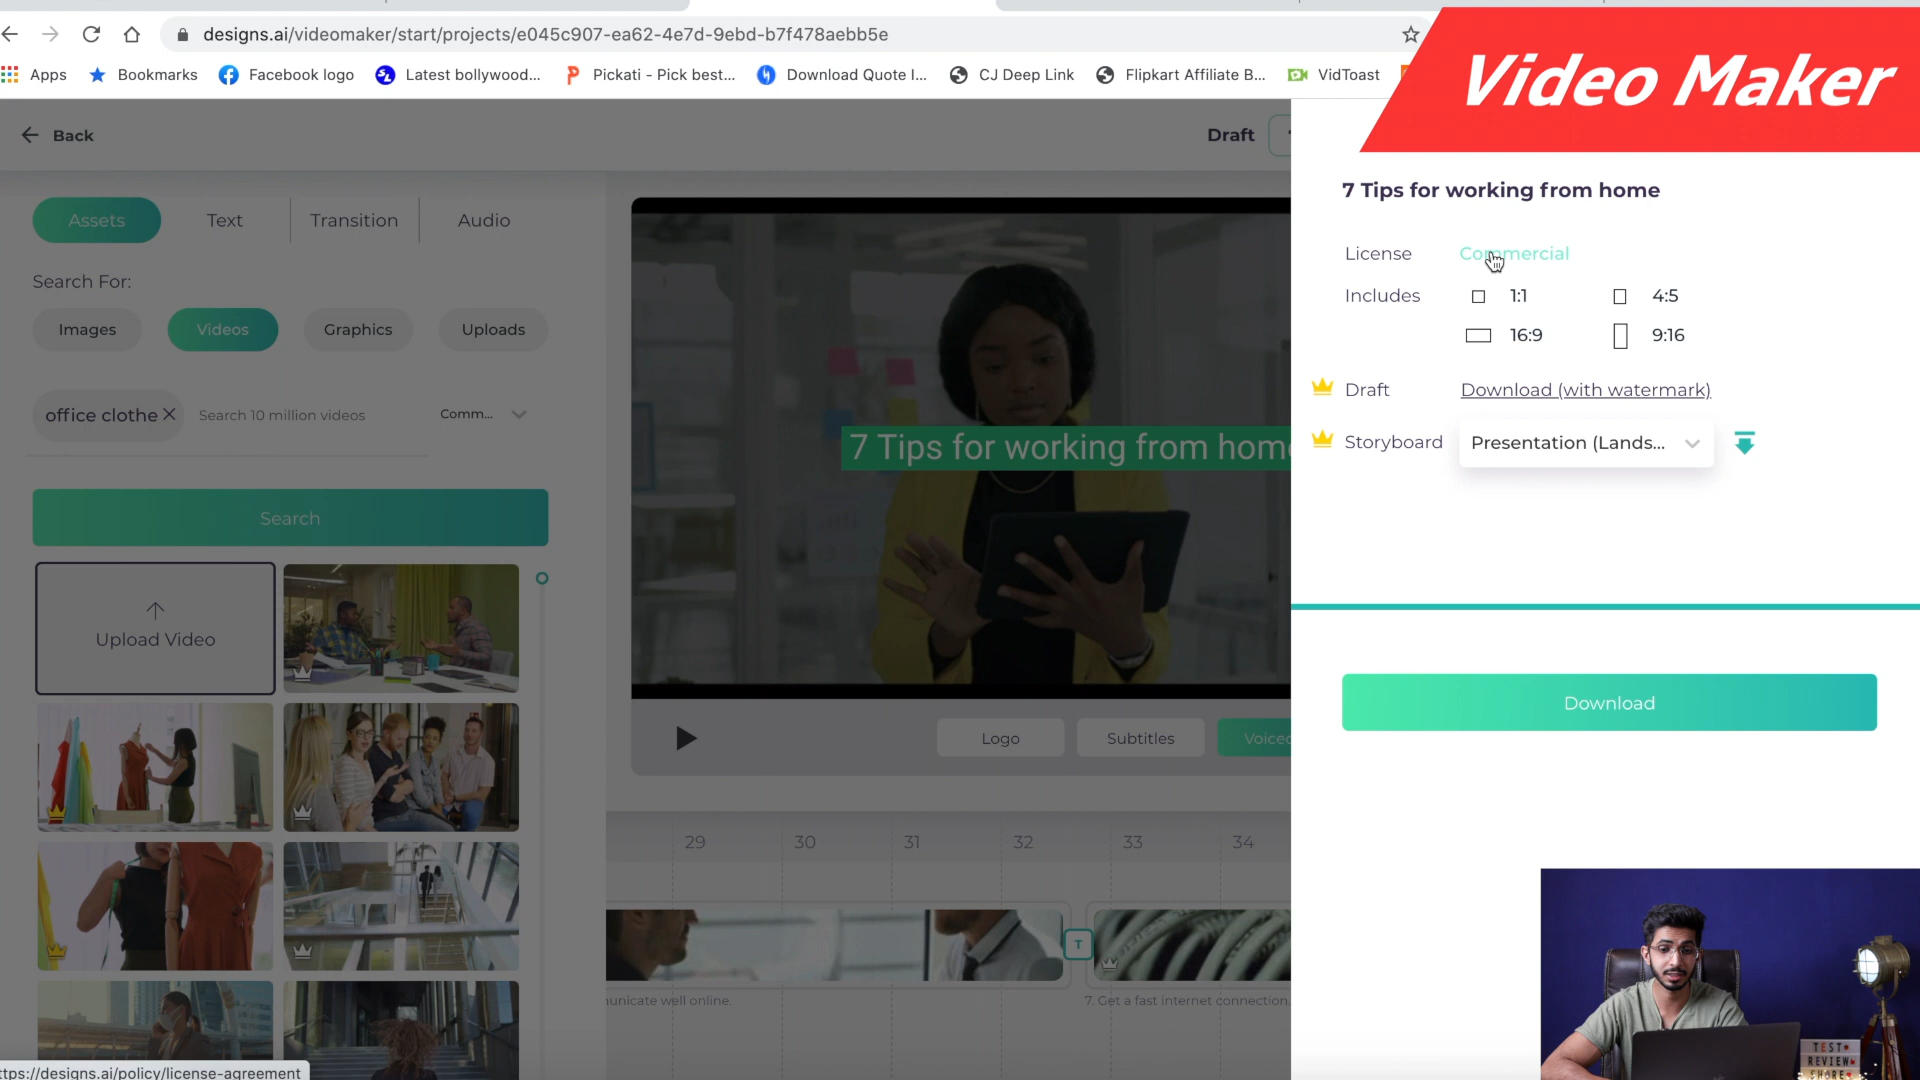 designs.ai/videomaker/start/projects/e045c907-ea62-4e7d-9ebd-b7f478aebb5e
Apps
Bookmarks
Facebook logo
Latest bollywood...
Pickati - Pick best...
Download Quote I...
CJ Deep Link
Flipkart Affiliate B...
VidToast
Video Maker
Back
Draft
Assets
Text
Transition
Audio
Search For:
Images
Videos
Graphics
Uploads
office clothe
Search 10 million videos
Comm...
Search
Upload Video
7 Tips for working from home
Logo
Subtitles
Voiceo
29
30
31
32
33
34
T
unicate well online.
7. Get a fast internet connection.
7 Tips for working from home
License
Commercial
Includes
1:1
4:5
16:9
9:16
Draft
Download (with watermark)
Storyboard
Presentation (Lands...
Download
TEST
REVIEW
SHARE
ttps://designs.ai/policy/license-agreement